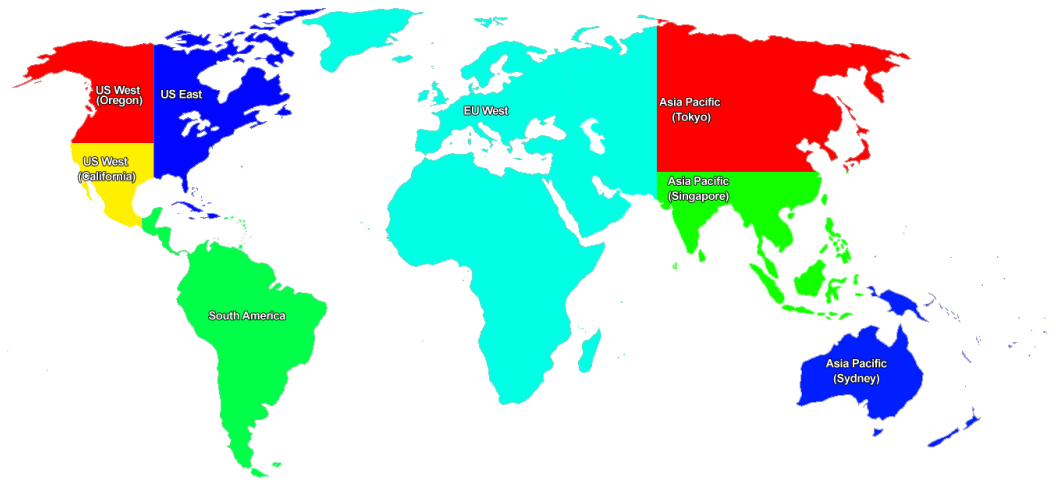 US West
(Oregon)
US East
EU West
Asia Pacific
(Tokyo)
US West
(California)
Asia Pacific
(Singapore)
South America
Asia Pacific
(Sydney)